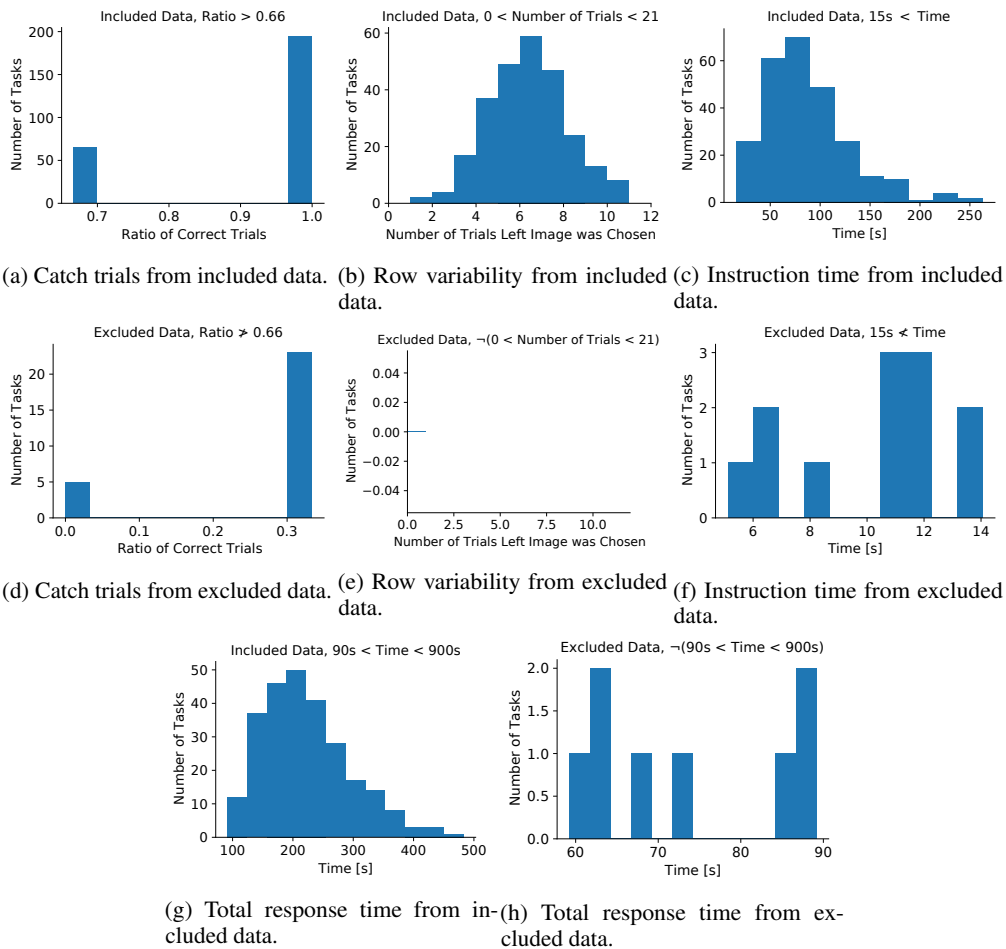 Included Data, Ratio > 0.66
Number of Tasks
200
150
100
50
0
0.7 0.8 0.9 1.0
Ratio of Correct Trials
(a) Catch trials from included data.
Included Data, 0 < Number of Trials < 21
Number of Tasks
60
40
20
0
0 2 4 6 8 10 12
Number of Trials Left Image was Chosen
(b) Row variability from included
data.
Included Data, 15s < Time
Number of Tasks
60
40
20
0
50 100 150 200 250
Time [s]
(c) Instruction time from included
data.
Excluded Data, Ratio ≯ 0.66
Number of Tasks
20
15
10
5
0
0.0 0.1 0.2 0.3
Ratio of Correct Trials
(d) Catch trials from excluded data.
Excluded Data, ¬(0 < Number of Trials < 21)
Number of Tasks
0.04
0.02
0.00
−0.02
−0.04
0.0 2.5 5.0 7.5 10.0
Number of Trials Left Image was Chosen
(e) Row variability from excluded
data.
Excluded Data, 15s ≮ Time
Number of Tasks
3
2
1
0
6 8 10 12 14
Time [s]
(f) Instruction time from excluded
data.
Included Data, 90s < Time < 900s
Number of Tasks
50
40
30
20
10
0
100 200 300 400 500
Time [s]
(g) Total response time from in-
cluded data.
Excluded Data, ¬(90s < Time < 900s)
Number of Tasks
2.0
1.5
1.0
0.5
0.0
60 70 80 90
Time [s]
(h) Total response time from ex-
cluded data.